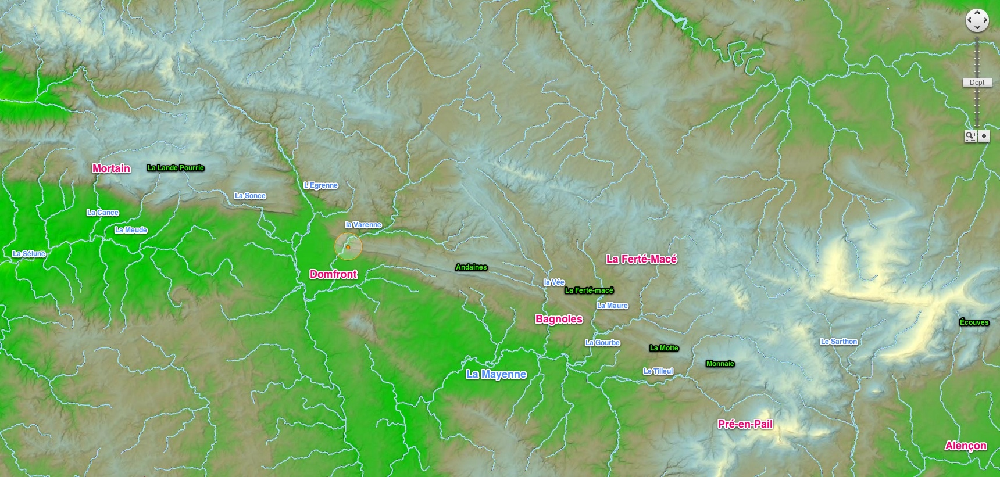 Dépt
Mortain
La Lande Pourrie
L'Egrenne
La Sonce
La Cance
la Varenne
La Meude
La Sélune
La Ferté-Macé
Andaines
Domfront
la Vée
La Ferté-macé
La Maure
Bagnoles
Écouves
La Gourbe
Le Sarthon
La Motte
Monnaie
Le Tilleul
La Mayenne
Pré-en-Pail
Alençon